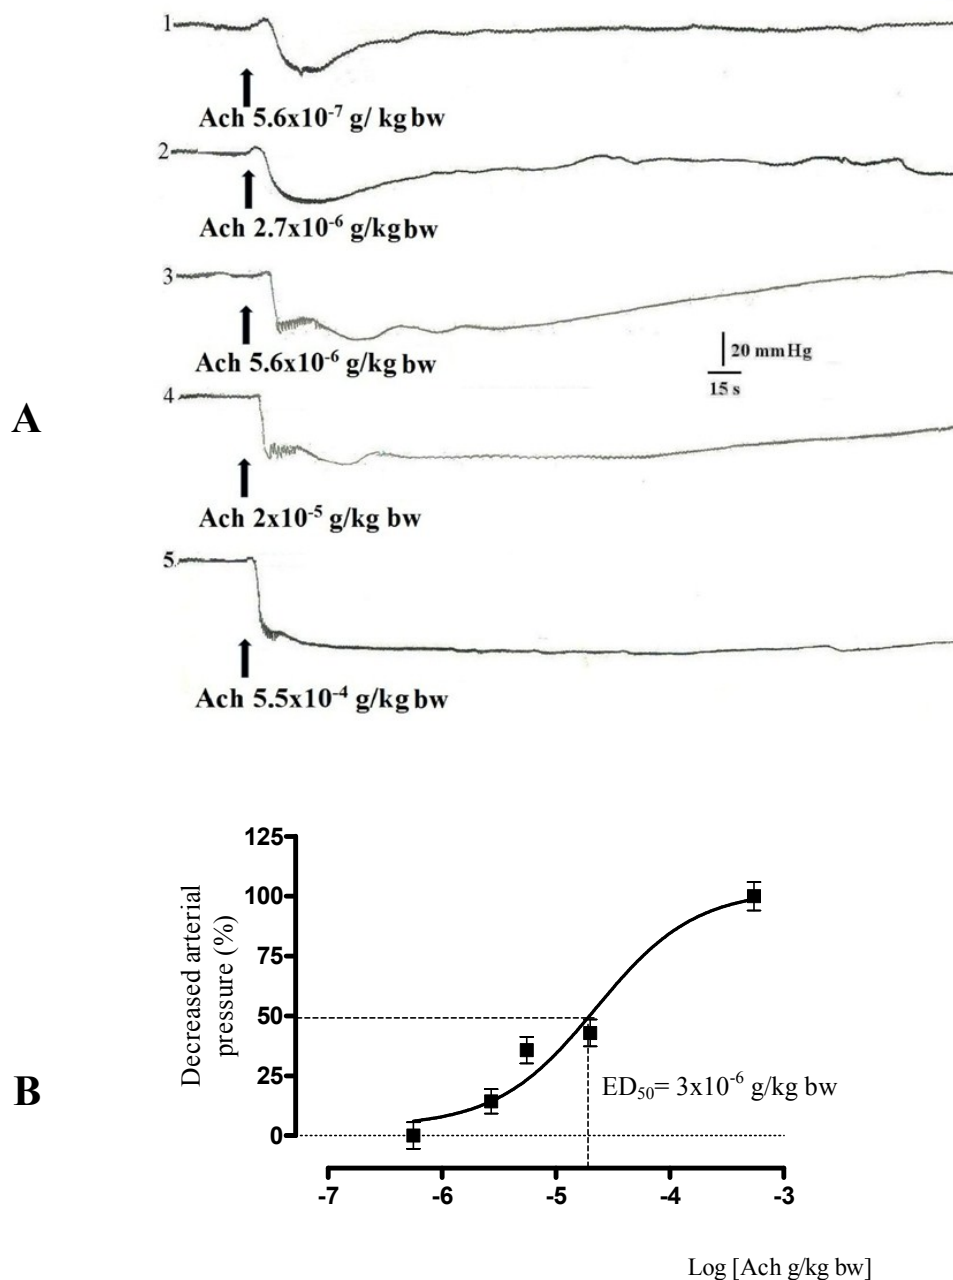 1
Ach 5.6x10⁻⁷ g/ kg bw
2
Ach 2.7x10⁻⁶ g/kg bw
3
Ach 5.6x10⁻⁶ g/kg bw
20 mmHg
15 s
4
A
Ach 2x10⁻⁵ g/kg bw
5
Ach 5.5x10⁻⁴ g/kg bw
125
100
75
50
25
0
Decreased arterial
pressure (%)
B
ED₅₀= 3x10⁻⁶ g/kg bw
-7 -6 -5 -4 -3
Log [Ach g/kg bw]